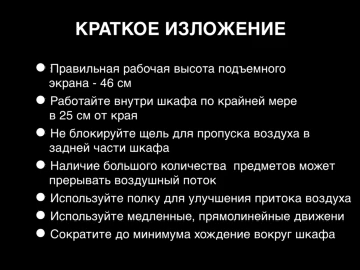 КРАТКОЕ ИЗЛОЖЕНИЕ
● Правильная рабочая высота подъемного
экрана - 46 см
● Работайте внутри шкафа по крайней мере
в 25 см от края
● Не блокируйте щель для пропуска воздуха в
задней части шкафа
● Наличие большого количества предметов может
прерывать воздушный поток
● Используйте полку для улучшения притока воздуха
● Используйте медленные, прямолинейные движени
● Сократите до минимума хождение вокруг шкафа